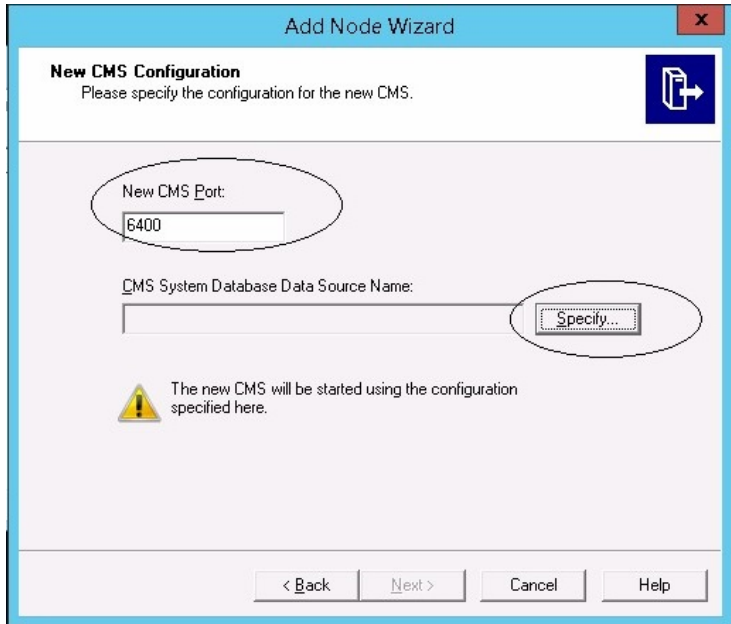 Add Node Wizard
x
New CMS Configuration
Please specify the configuration for the new CMS.
New CMS Port:
6400
CMS System Database Data Source Name:
Specify...
The new CMS will be started using the configuration
specified here.
< Back
Next >
Cancel
Help